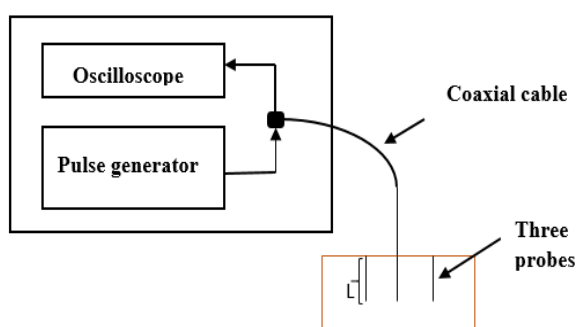 Oscilloscope
Coaxial cable
Pulse generator
Three
probes
L